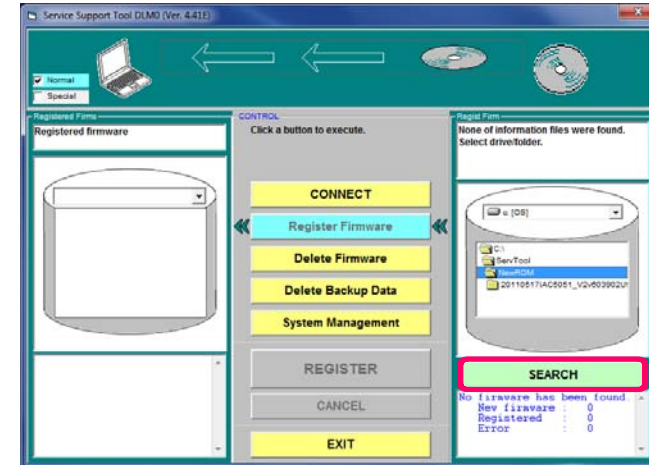 Service Support Tool DLM0 (Ver. 4.41E)
Normal
Special
Registered Firms
Registered firmware
CONTROL
Click a button to execute.
CONNECT
Register Firmware
Delete Firmware
Delete Backup Data
System Management
REGISTER
CANCEL
EXIT
Regist Firm
None of information files were found.
Select drive/folder.
c: [OS]
C:\
ServTool
NewROM
SEARCH
No firmware has been found.
New firmware : 0
Registered : 0
Error : 0